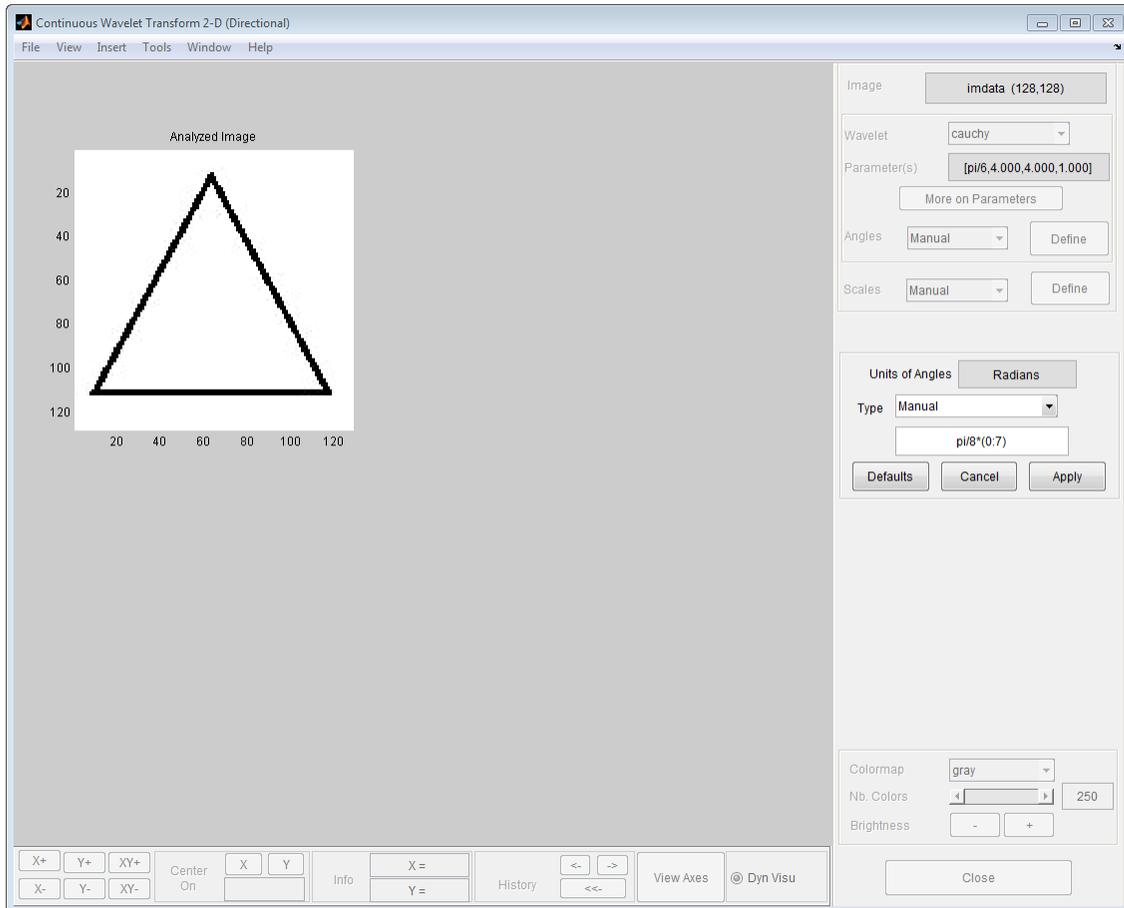 Continuous Wavelet Transform 2-D (Directional)
File View Insert Tools Window Help
Analyzed Image
20
40
60
80
100
120
20 40 60 80 100 120
Image imdata (128,128)
Wavelet cauchy
Parameter(s) [pi/6,4.000,4.000,1.000]
More on Parameters
Angles Manual Define
Scales Manual Define
Units of Angles Radians
Type Manual
pi/8*(0:7)
Defaults Cancel Apply
Colormap gray
Nb. Colors 250
Brightness - +
X+ Y+ XY+
X- Y- XY-
Center On X Y
Info X =
Y =
History <- ->
<<-
View Axes Dyn Visu
Close